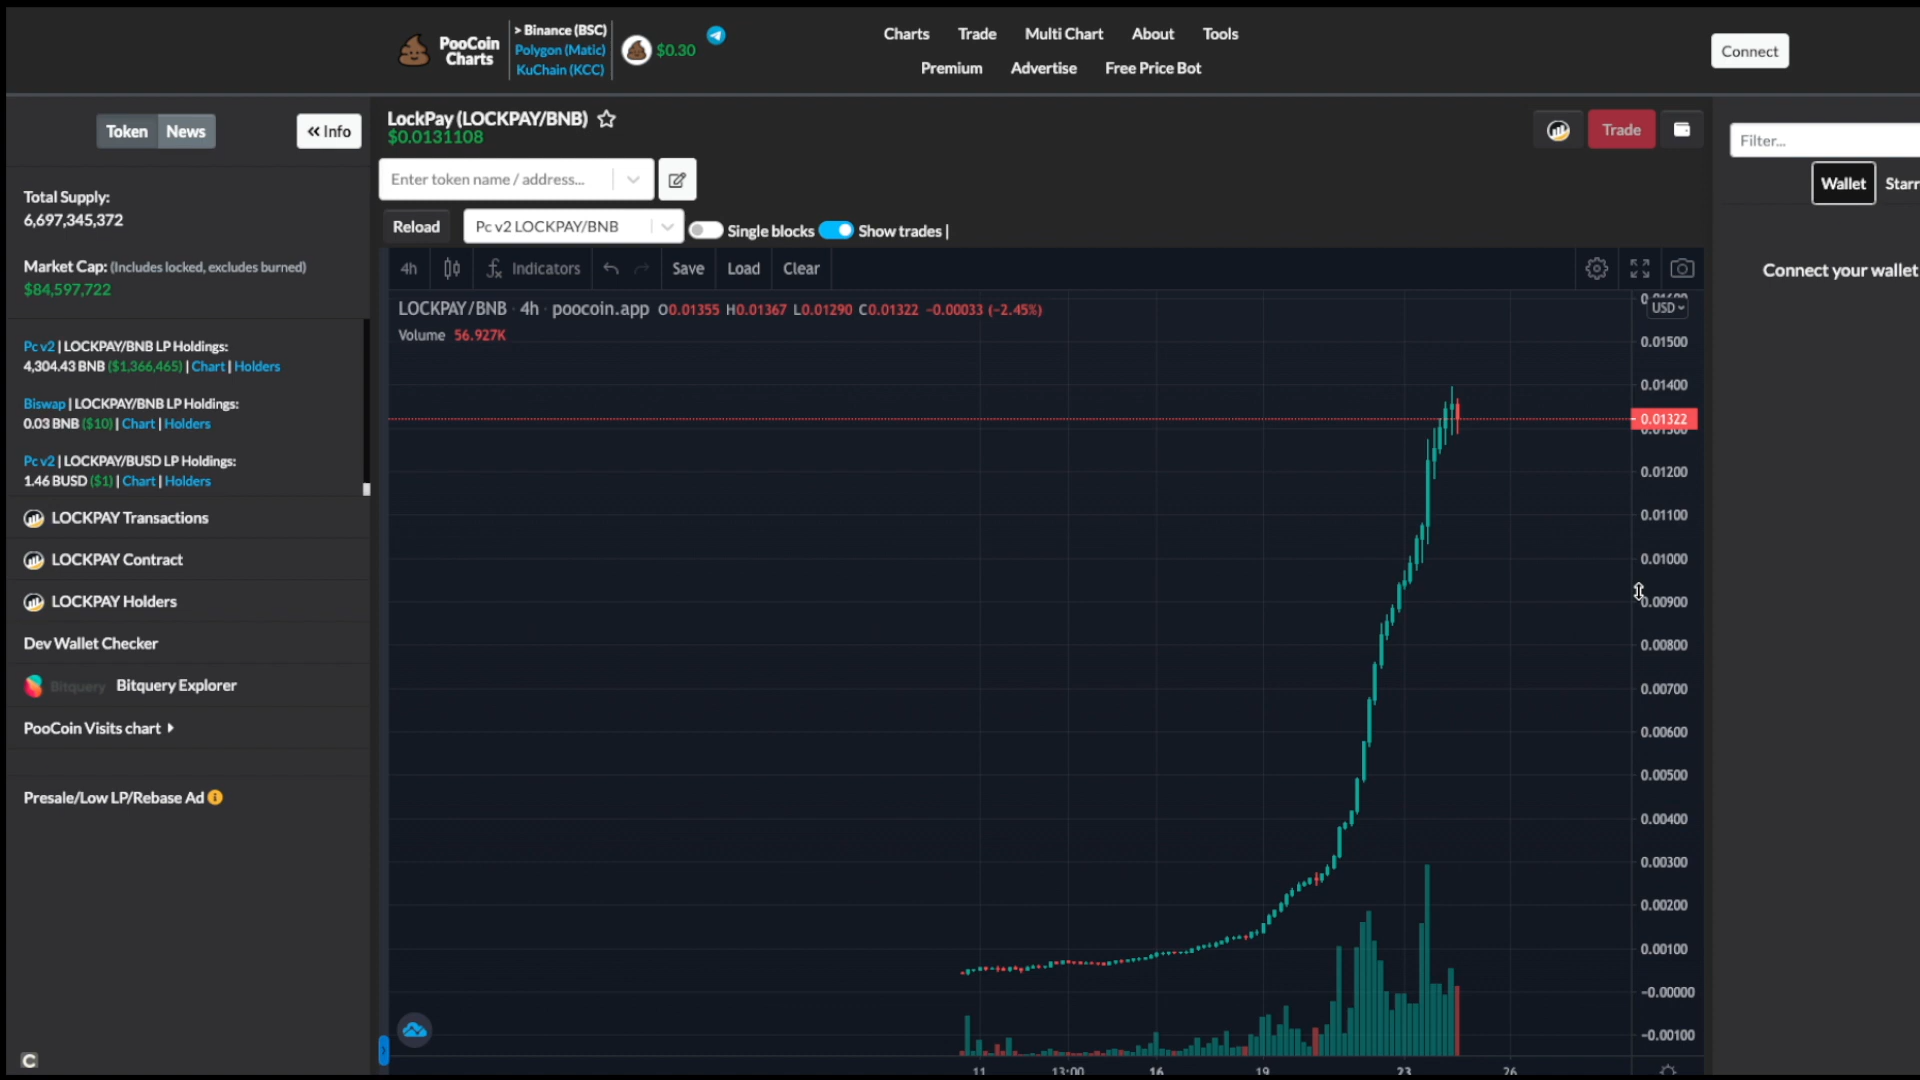 PooCoin
Charts
> Binance (BSC)
Polygon (Matic)
KuChain (KCC)
$0.30
Charts
Trade
Multi Chart
About
Tools
Premium
Advertise
Free Price Bot
Connect
Token
News
« Info
Total Supply:
6,697,345,372
Market Cap: (Includes locked, excludes burned)
$84,597,722
Pc v2 | LOCKPAY/BNB LP Holdings:
4,304.43 BNB ($1,366,465) | Chart | Holders
Biswap | LOCKPAY/BNB LP Holdings:
0.03 BNB ($10) | Chart | Holders
Pc v2 | LOCKPAY/BUSD LP Holdings:
1.46 BUSD ($1) | Chart | Holders
LOCKPAY Transactions
LOCKPAY Contract
LOCKPAY Holders
Dev Wallet Checker
Bitquery Bitquery Explorer
PooCoin Visits chart
Presale/Low LP/Rebase Ad
C
LockPay (LOCKPAY/BNB)
$0.0131108
Enter token name / address...
Reload
Pc v2 LOCKPAY/BNB
Single blocks
Show trades |
Trade
4h
Indicators
Save
Load
Clear
LOCKPAY/BNB · 4h · poocoin.app O0.01355 H0.01367 L0.01290 C0.01322 −0.00033 (−2.45%)
Volume 56.927K
USD
0.01500
0.01400
0.01322
0.01300
0.01200
0.01100
0.01000
0.00900
0.00800
0.00700
0.00600
0.00500
0.00400
0.00300
0.00200
0.00100
−0.00000
−0.00100
11
13:00
16
19
23
26
Filter...
Wallet
Starr
Connect your wallet